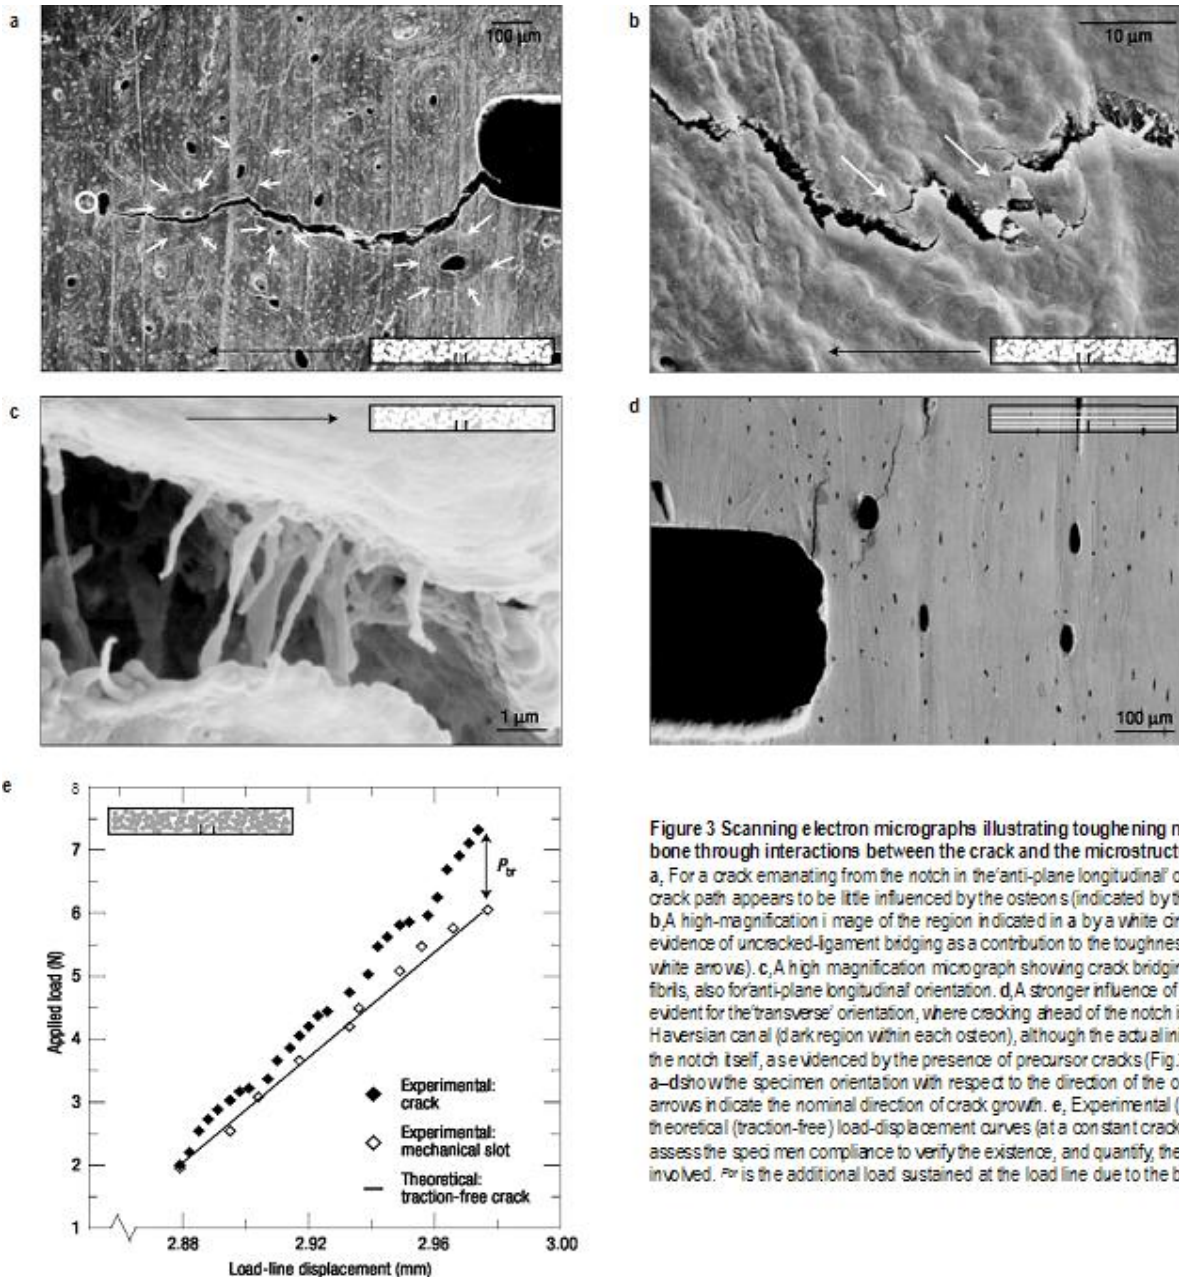 a
100 µm
b
10 µm
c
1 µm
d
100 µm
e
8
7
6
5
4
3
2
1
Applied load (N)
P br
Experimental: crack
Experimental: mechanical slot
Theoretical: traction-free crack
2.88
2.92
2.96
3.00
Load-line displacement (mm)
Figure 3 Scanning electron micrographs illustrating toughening
bone through interactions between the crack and the
a, For a crack emanating from the notch in the 'anti-plane longitudinal'
crack path appears to be little influenced by the osteons (indicated by
b, A high-magnification i mage of the region indicated in a by a white
evidence of uncracked-ligament bridging as a contribution to the
white arrows). c, A high magnification micrograph showing crack
fibrils, also for 'anti-plane longitudinal' orientation. d, A stronger influence of
evident for the 'transverse' orientation, where cracking ahead of the notch
Haversian canal (dark region within each osteon), although the actual
the notch itself, as evidenced by the presence of precursor cracks (Fig.
a–d show the specimen orientation with respect to the direction of the
arrows indicate the nominal direction of crack growth. e, Experimental
theoretical (traction-free) load-displacement curves (at a constant crack
assess the speci men compliance to verify the existence, and quantify, the
involved. Pbr is the additional load sustained at the load line due to the